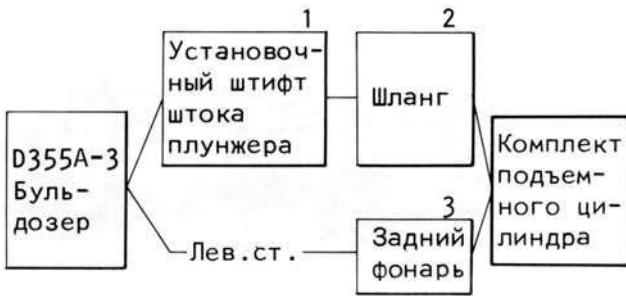 1
Установоч-
ный штифт
штока
плунжера
2
Шланг
D355A-3
Буль-
дозер
Лев.ст.
3
Задний
фонарь
Комплект
подъем-
ного ци-
линдра